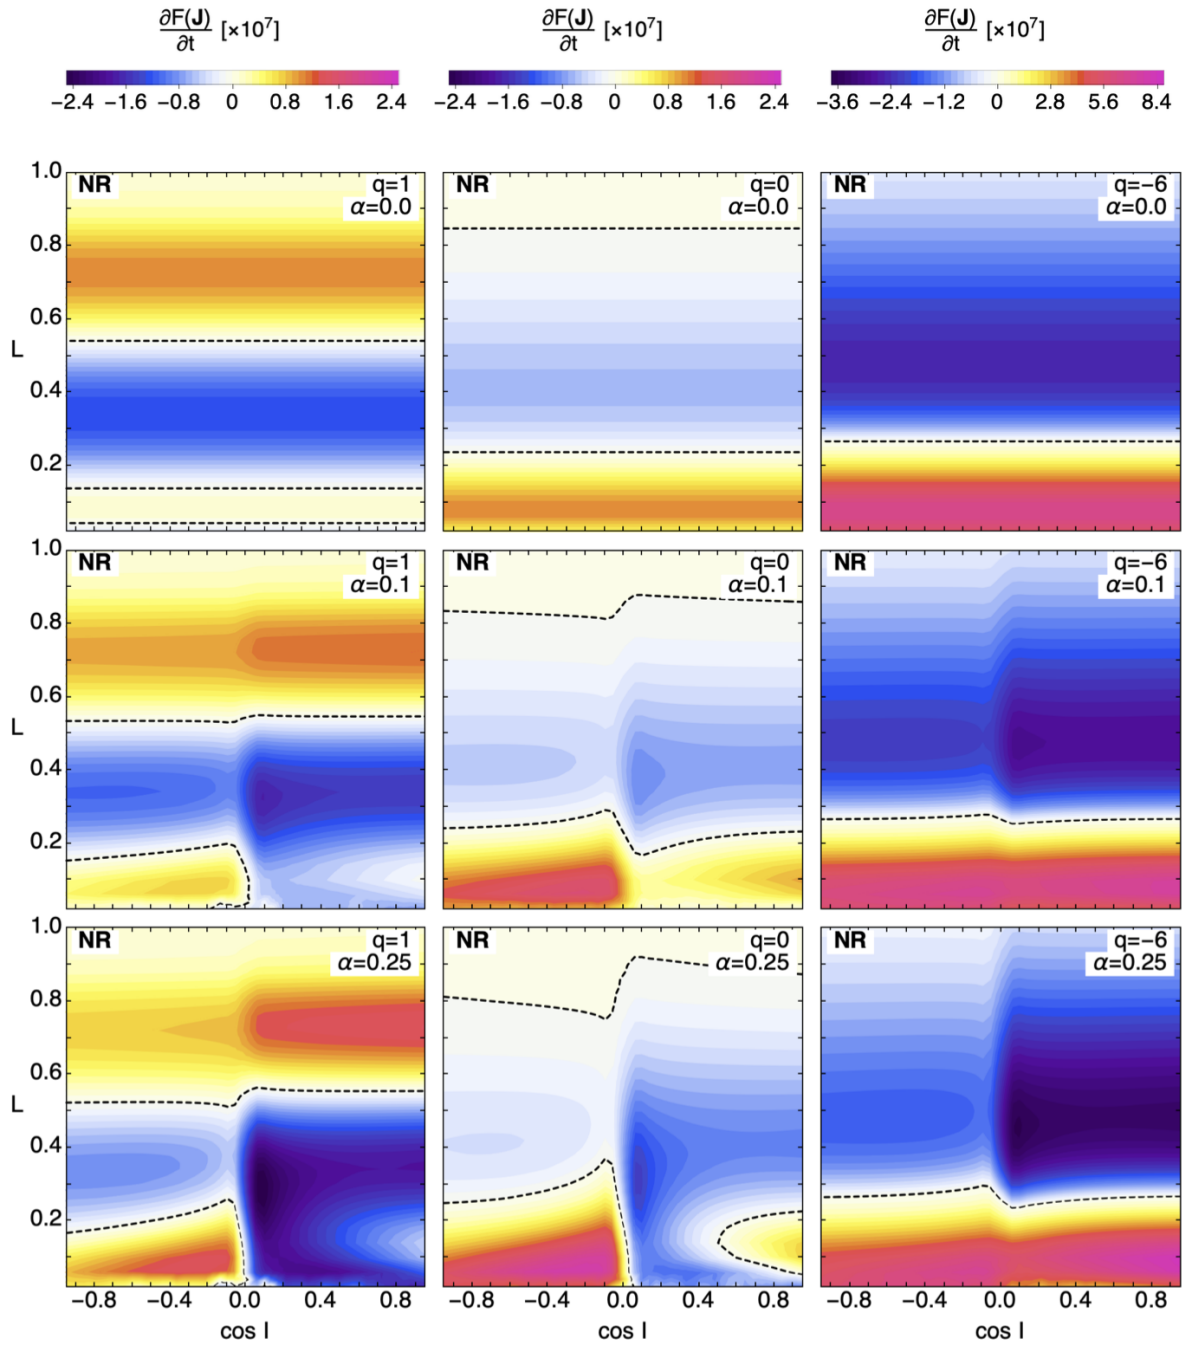 ∂F(J)/∂t [×10⁷] ∂F(J)/∂t [×10⁷] ∂F(J)/∂t [×10⁷]
−2.4 −1.6 −0.8 0 0.8 1.6 2.4 −2.4 −1.6 −0.8 0 0.8 1.6 2.4 −3.6 −2.4 −1.2 0 2.8 5.6 8.4
1.0 NR q=1 NR q=0 NR q=−6
α=0.0 α=0.0 α=0.0
0.8
0.6
L
0.4
0.2
1.0 NR q=1 NR q=0 NR q=−6
α=0.1 α=0.1 α=0.1
0.8
0.6
L
0.4
0.2
1.0 NR q=1 NR q=0 NR q=−6
α=0.25 α=0.25 α=0.25
0.8
0.6
L
0.4
0.2
−0.8 −0.4 0.0 0.4 0.8 −0.8 −0.4 0.0 0.4 0.8 −0.8 −0.4 0.0 0.4 0.8
cos I cos I cos I